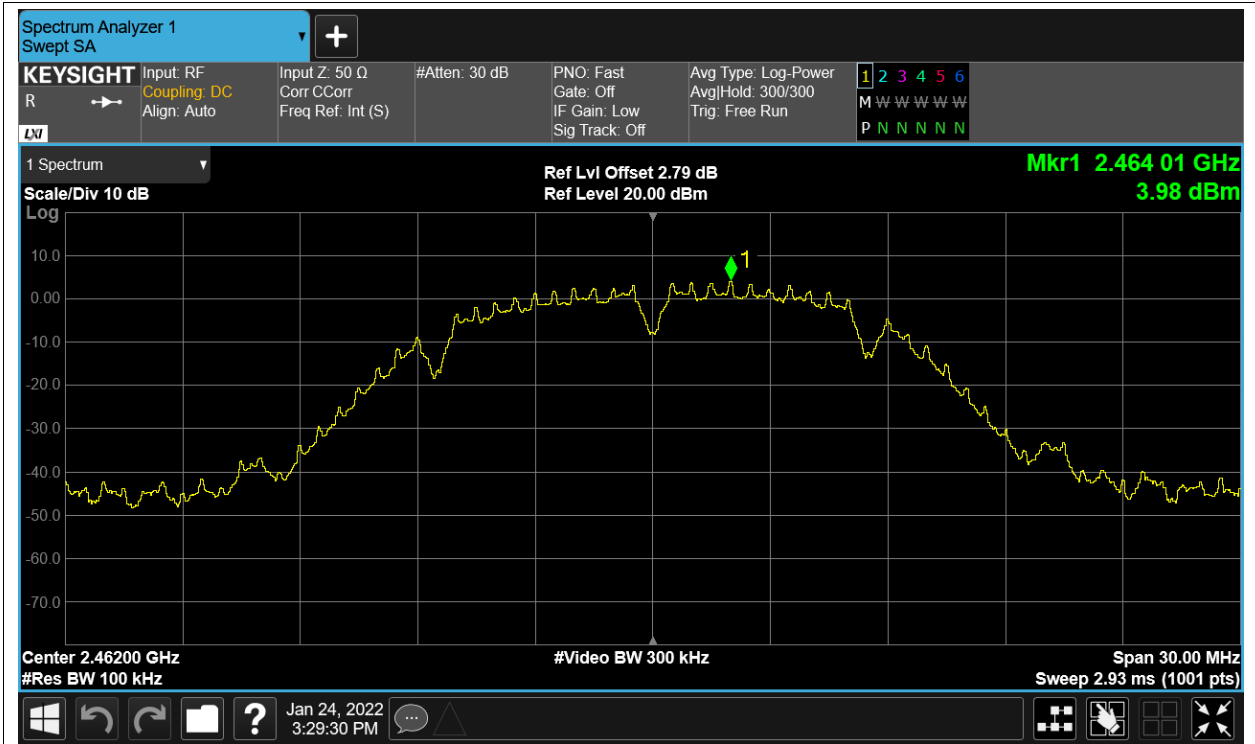 Spectrum Analyzer 1
Swept SA
+
KEYSIGHT
R
LXI
Input: RF
Coupling: DC
Align: Auto
Input Z: 50 Ω
Corr CCorr
Freq Ref: Int (S)
#Atten: 30 dB
PNO: Fast
Gate: Off
IF Gain: Low
Sig Track: Off
Avg Type: Log-Power
Avg|Hold: 300/300
Trig: Free Run
1 2 3 4 5 6
M W W W W W
P N N N N N
1 Spectrum
Scale/Div 10 dB
Log
Ref Lvl Offset 2.79 dB
Ref Level 20.00 dBm
Mkr1 2.464 01 GHz
3.98 dBm
1
10.0
0.00
-10.0
-20.0
-30.0
-40.0
-50.0
-60.0
-70.0
Center 2.46200 GHz
#Res BW 100 kHz
#Video BW 300 kHz
Span 30.00 MHz
Sweep 2.93 ms (1001 pts)
?
Jan 24, 2022
3:29:30 PM